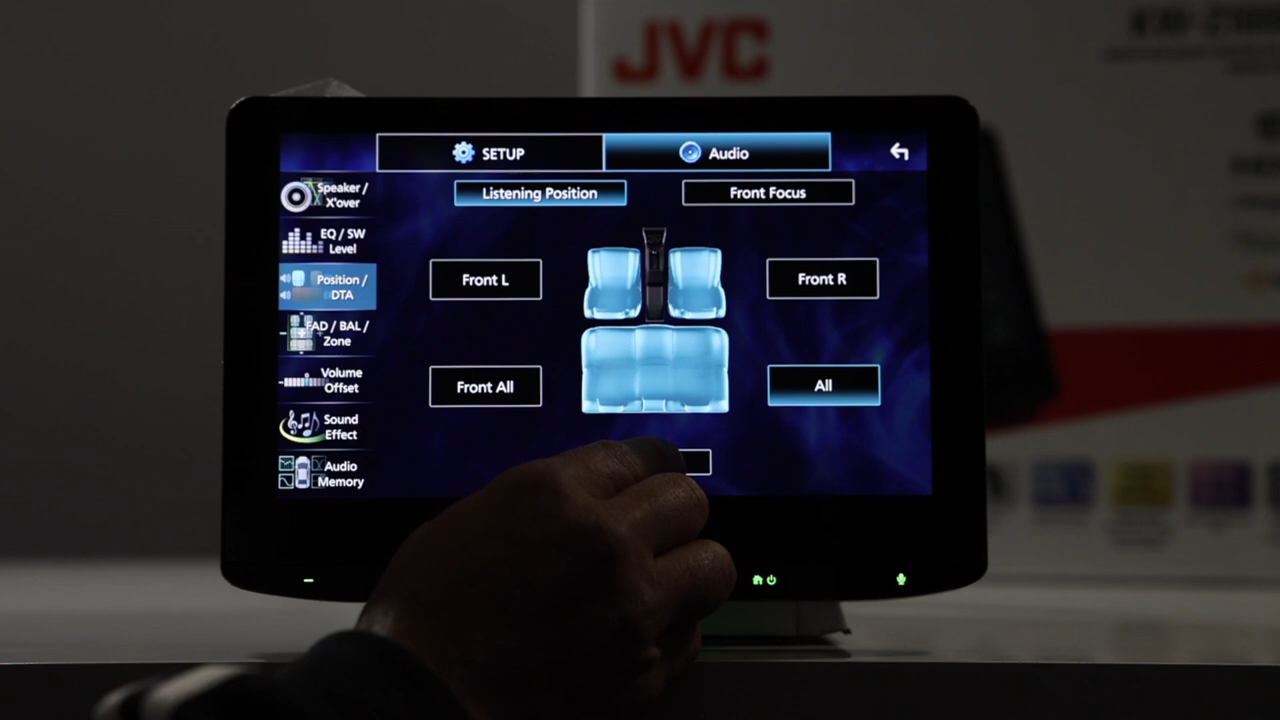 JVC
SETUP
Audio
Speaker /
X'over
Listening Position
Front Focus
EQ / SW
Level
Position /
DTA
Front L
Front R
FAD / BAL /
Zone
Volume
Offset
Front All
All
Sound
Effect
Audio
Memory